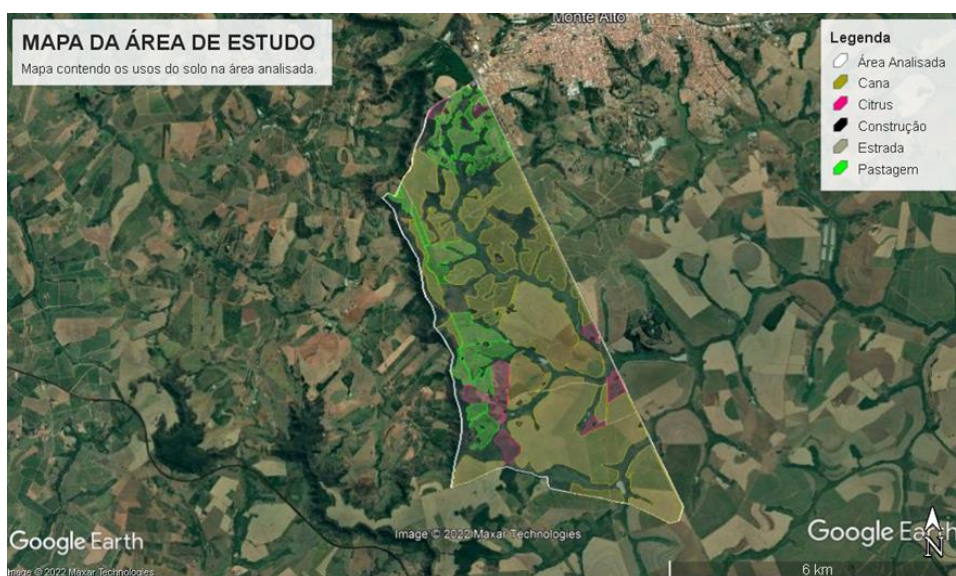 Monte Alto
MAPA DA ÁREA DE ESTUDO
Mapa contendo os usos do solo na área analisada.
Legenda
Área Analisada
Cana
Citrus
Construção
Estrada
Pastagem
Image © 2022 Maxar Technologies
Google Earth
Google Earth
N
Image © 2022 Maxar Technologies
6 km